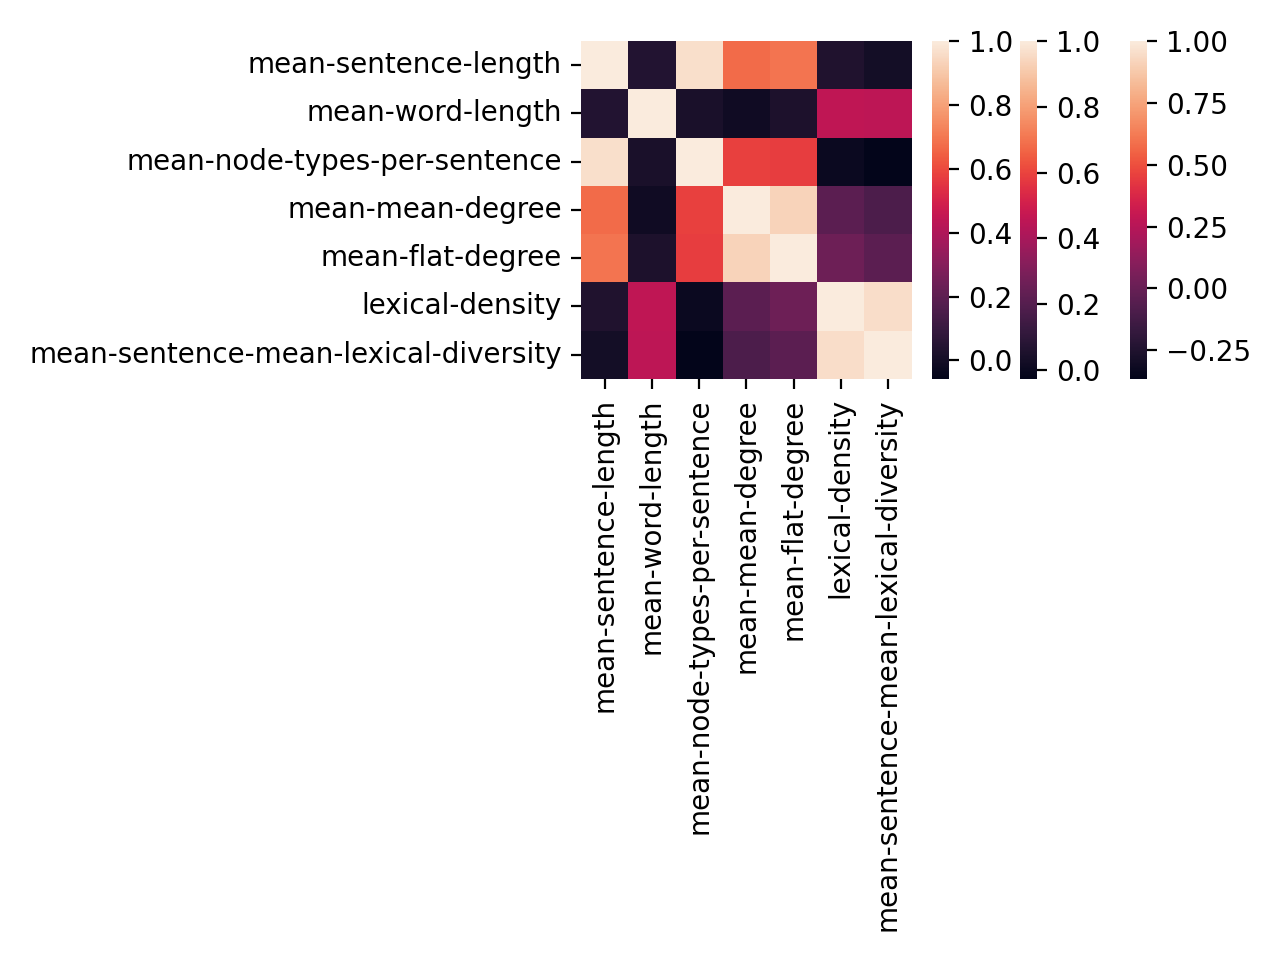 mean-sentence-length
mean-word-length
mean-node-types-per-sentence
mean-mean-degree
mean-flat-degree
lexical-density
mean-sentence-mean-lexical-diversity
mean-sentence-length
mean-word-length
mean-node-types-per-sentence
mean-mean-degree
mean-flat-degree
lexical-density
mean-sentence-mean-lexical-diversity
1.0
0.8
0.6
0.4
0.2
0.0
1.0
0.8
0.6
0.4
0.2
0.0
1.00
0.75
0.50
0.25
0.00
−0.25